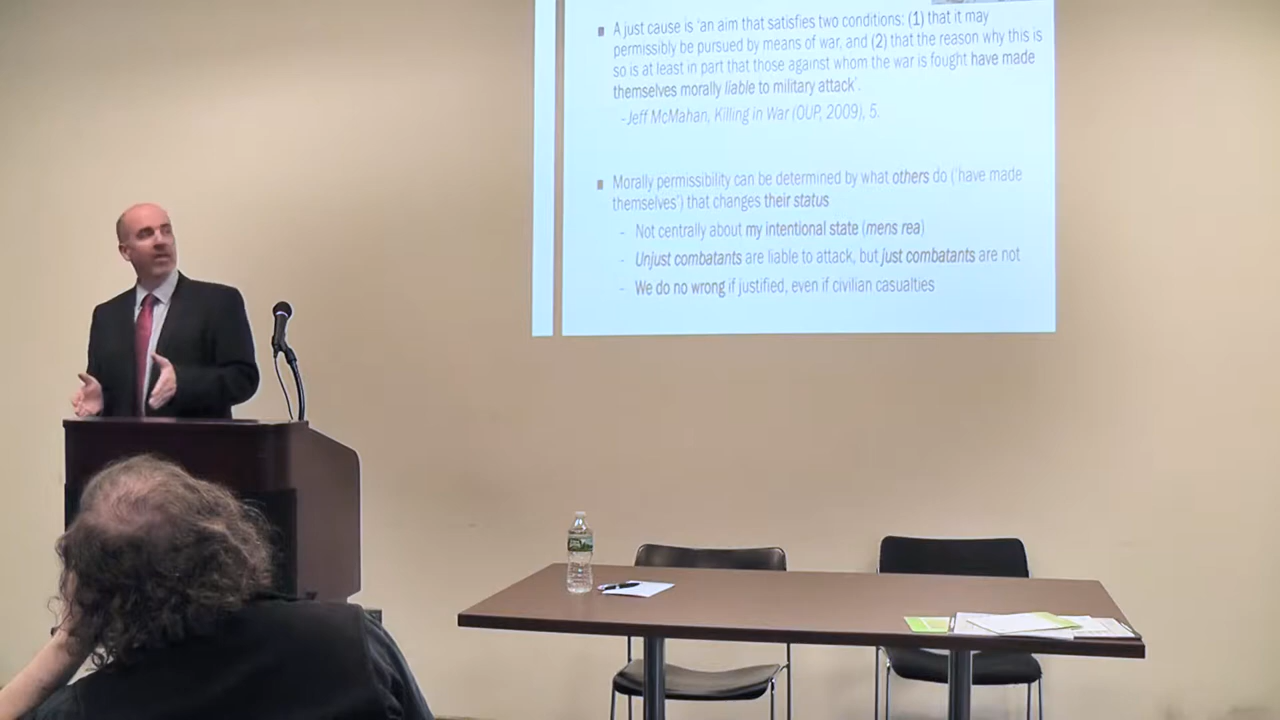 ▪ A just cause is 'an aim that satisfies two conditions: (1) that it may
permissibly be pursued by means of war, and (2) that the reason why this is
so is at least in part that those against whom the war is fought have made
themselves morally liable to military attack'.
-Jeff McMahan, Killing in War (OUP, 2009), 5.
▪ Morally permissibility can be determined by what others do ('have made
themselves') that changes their status
- Not centrally about my intentional state (mens rea)
- Unjust combatants are liable to attack, but just combatants are not
- We do no wrong if justified, even if civilian casualties